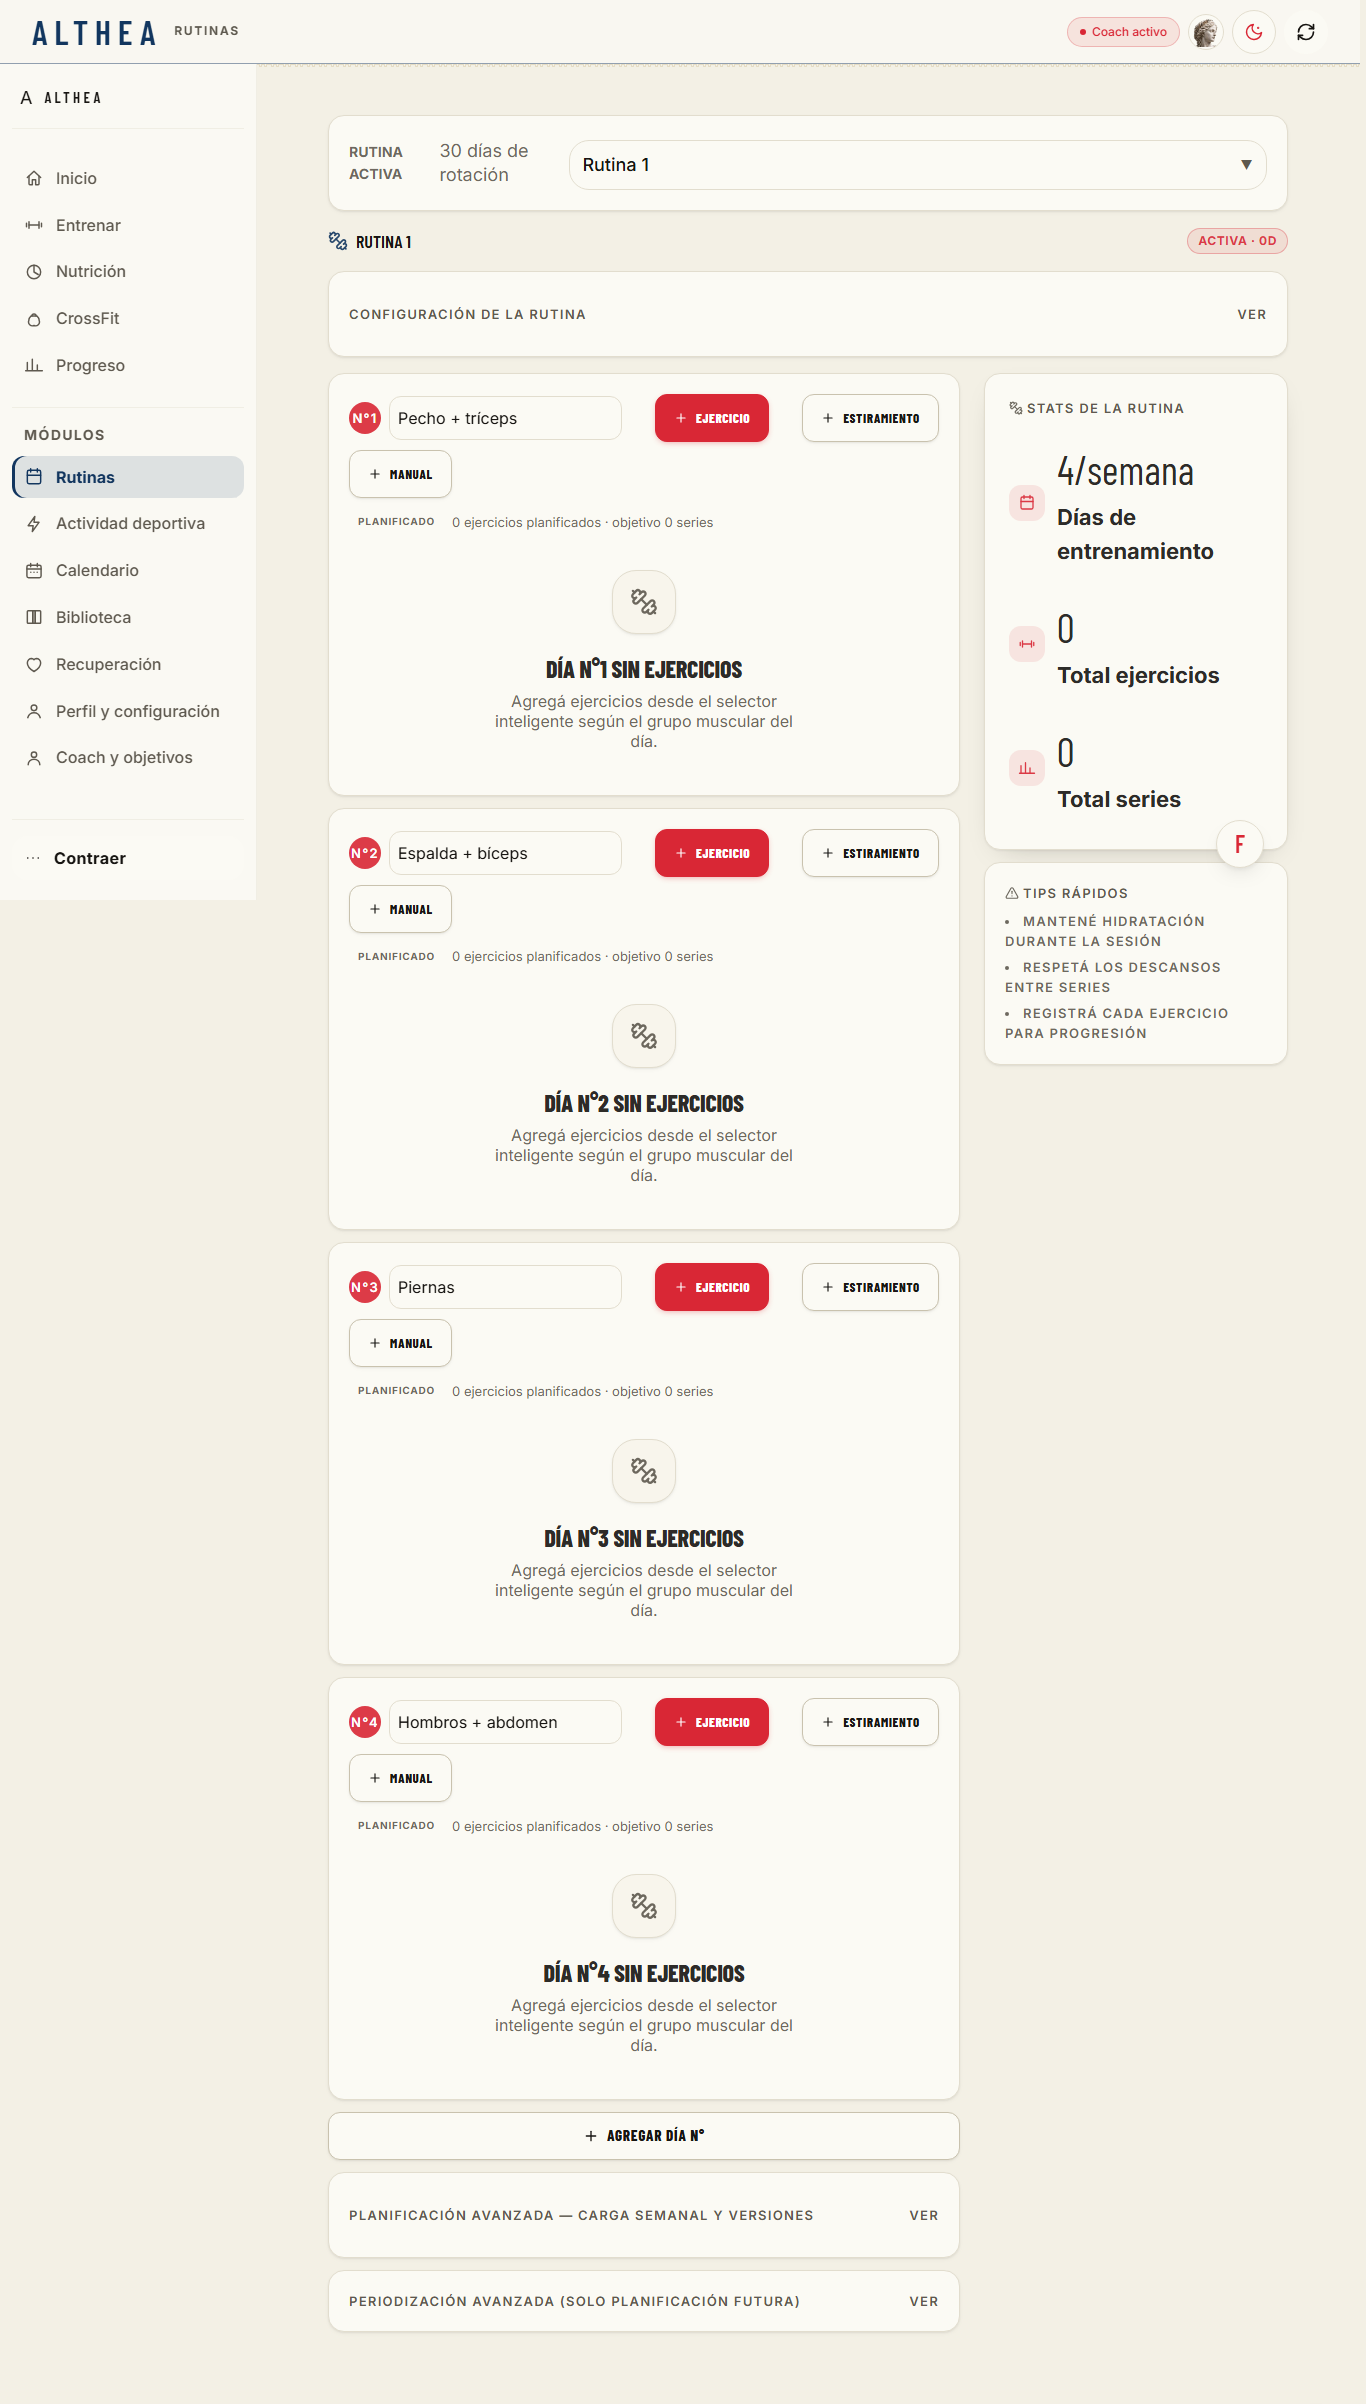 ALTHEA RUTINAS
Coach activo
A ALTHEA
Inicio
Entrenar
Nutrición
CrossFit
Progreso
MÓDULOS
Rutinas
Actividad deportiva
Calendario
Biblioteca
Recuperación
Perfil y configuración
Coach y objetivos
Contraer
RUTINA
ACTIVA
30 días de
rotación
Rutina 1
RUTINA 1
ACTIVA · 0D
CONFIGURACIÓN DE LA RUTINA VER
N°1 Pecho + tríceps + EJERCICIO + ESTIRAMIENTO
+ MANUAL
PLANIFICADO 0 ejercicios planificados · objetivo 0 series
DÍA N°1 SIN EJERCICIOS
Agregá ejercicios desde el selector
inteligente según el grupo muscular del
día.
N°2 Espalda + bíceps + EJERCICIO + ESTIRAMIENTO
+ MANUAL
PLANIFICADO 0 ejercicios planificados · objetivo 0 series
DÍA N°2 SIN EJERCICIOS
Agregá ejercicios desde el selector
inteligente según el grupo muscular del
día.
N°3 Piernas + EJERCICIO + ESTIRAMIENTO
+ MANUAL
PLANIFICADO 0 ejercicios planificados · objetivo 0 series
DÍA N°3 SIN EJERCICIOS
Agregá ejercicios desde el selector
inteligente según el grupo muscular del
día.
N°4 Hombros + abdomen + EJERCICIO + ESTIRAMIENTO
+ MANUAL
PLANIFICADO 0 ejercicios planificados · objetivo 0 series
DÍA N°4 SIN EJERCICIOS
Agregá ejercicios desde el selector
inteligente según el grupo muscular del
día.
+ AGREGAR DÍA N°
PLANIFICACIÓN AVANZADA — CARGA SEMANAL Y VERSIONES VER
PERIODIZACIÓN AVANZADA (SOLO PLANIFICACIÓN FUTURA) VER
STATS DE LA RUTINA
4/semana
Días de
entrenamiento
0
Total ejercicios
0
Total series
F
TIPS RÁPIDOS
• MANTENÉ HIDRATACIÓN
DURANTE LA SESIÓN
• RESPETÁ LOS DESCANSOS
ENTRE SERIES
• REGISTRÁ CADA EJERCICIO
PARA PROGRESIÓN